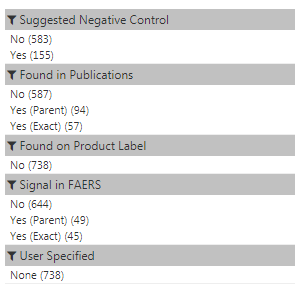 Suggested Negative Control
No (583)
Yes (155)
Found in Publications
No (587)
Yes (Parent) (94)
Yes (Exact) (57)
Found on Product Label
No (738)
Signal in FAERS
No (644)
Yes (Parent) (49)
Yes (Exact) (45)
User Specified
None (738)